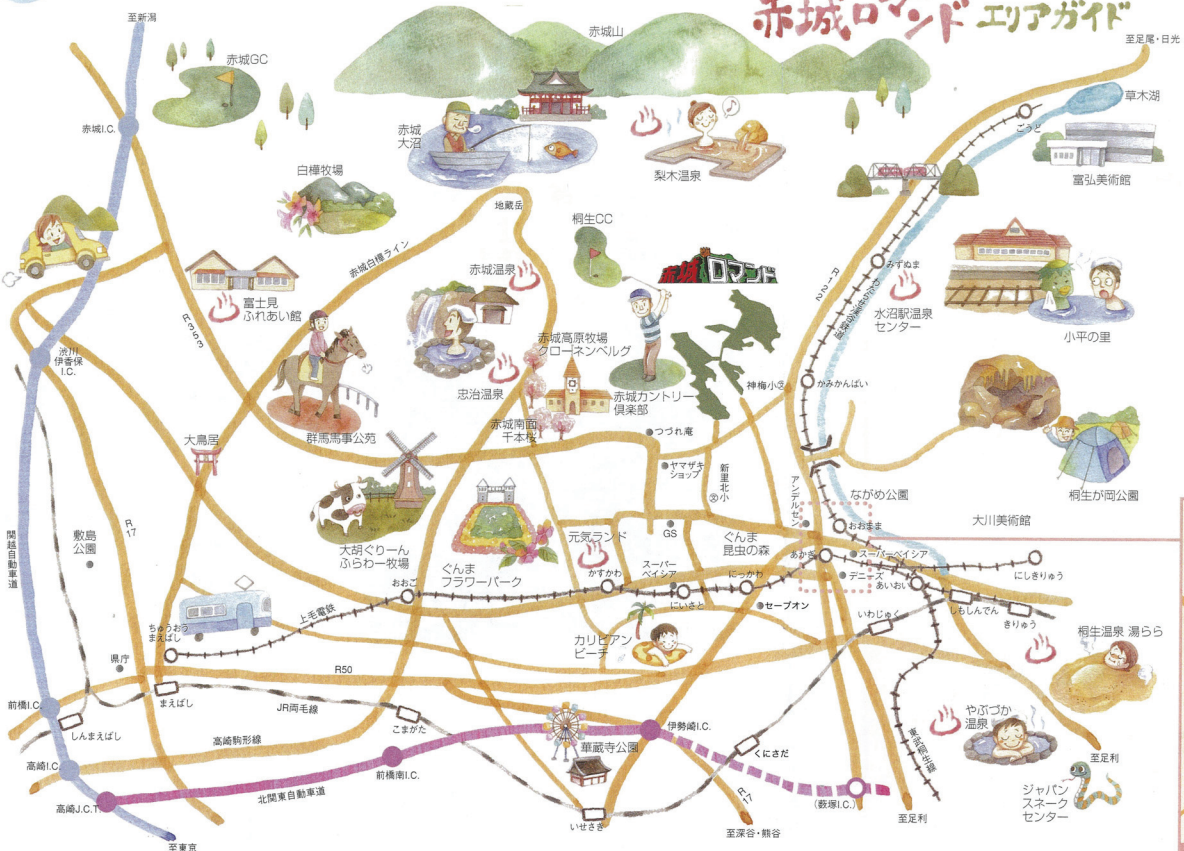 赤城ロマンド エリアガイド
至新潟
赤城GC
赤城山
至足尾・日光
草木湖
ごうど
赤城I.C.
赤城
大沼
梨木温泉
富弘美術館
白樺牧場
地蔵岳
桐生CC
赤城白樺ライン
赤城温泉
赤城ロマンド
R122
みずぬま
わたらせ渓谷鉄道
水沼駅温泉
センター
小平の里
富士見
ふれあい館
R353
渋川
伊香保
I.C.
赤城高原牧場
クローネンベルグ
忠治温泉
赤城カントリー
倶楽部
神梅小
文
かみかんばい
赤城南面
千本桜
群馬馬事公苑
大鳥居
つづれ庵
ヤマザキ
ショップ
新里北小
文
アンデルセン
ながめ公園
桐生が岡公園
大川美術館
おおまま
関越自動車道
敷島
公園
R17
大胡ぐりーん
ふらわー牧場
ぐんま
フラワーパーク
元気ランド
GS
ぐんま
昆虫の森
あかぎ
スーパーベイシア
デニーズ
あいおい
にしきりゅう
おおご
かすかわ
スーパー
ベイシア
にいさと
にっかわ
セーブオン
いわじゅく
しもしんでん
きりゅう
上毛電鉄
ちゅうおう
まえばし
県庁
カリビアン
ビーチ
桐生温泉 湯らら
R50
前橋I.C.
まえばし
しんまえばし
JR両毛線
こまがた
高崎駒形線
伊勢崎I.C.
華蔵寺公園
くにさだ
やぶづか
温泉
東武桐生線
至足利
高崎I.C.
前橋南I.C.
高崎J.C.T.
北関東自動車道
(薮塚I.C.)
ジャパン
スネーク
センター
R17
いせさき
至深谷・熊谷
至足利
至東京